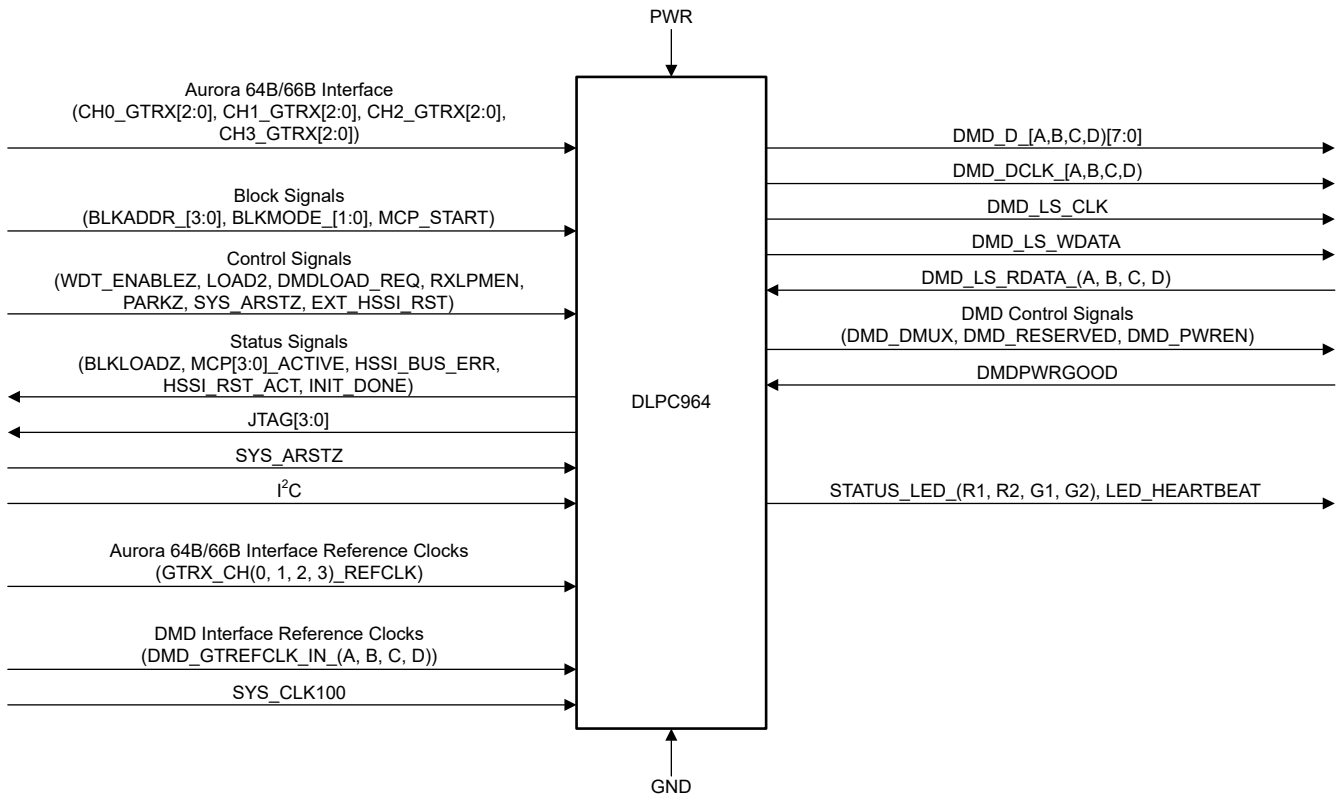 PWR
Aurora 64B/66B Interface
(CH0_GTRX[2:0], CH1_GTRX[2:0], CH2_GTRX[2:0],
CH3_GTRX[2:0])
Block Signals
(BLKADDR_[3:0], BLKMODE_[1:0], MCP_START)
Control Signals
(WDT_ENABLEZ, LOAD2, DMDLOAD_REQ, RXLPMEN,
PARKZ, SYS_ARSTZ, EXT_HSSI_RST)
Status Signals
(BLKLOADZ, MCP[3:0]_ACTIVE, HSSI_BUS_ERR,
HSSI_RST_ACT, INIT_DONE)
JTAG[3:0]
SYS_ARSTZ
I²C
Aurora 64B/66B Interface Reference Clocks
(GTRX_CH(0, 1, 2, 3)_REFCLK)
DMD Interface Reference Clocks
(DMD_GTREFCLK_IN_(A, B, C, D))
SYS_CLK100
DLPC964
DMD_D_[A,B,C,D)[7:0]
DMD_DCLK_[A,B,C,D)
DMD_LS_CLK
DMD_LS_WDATA
DMD_LS_RDATA_(A, B, C, D)
DMD Control Signals
(DMD_DMUX, DMD_RESERVED, DMD_PWREN)
DMDPWRGOOD
STATUS_LED_(R1, R2, G1, G2), LED_HEARTBEAT
GND